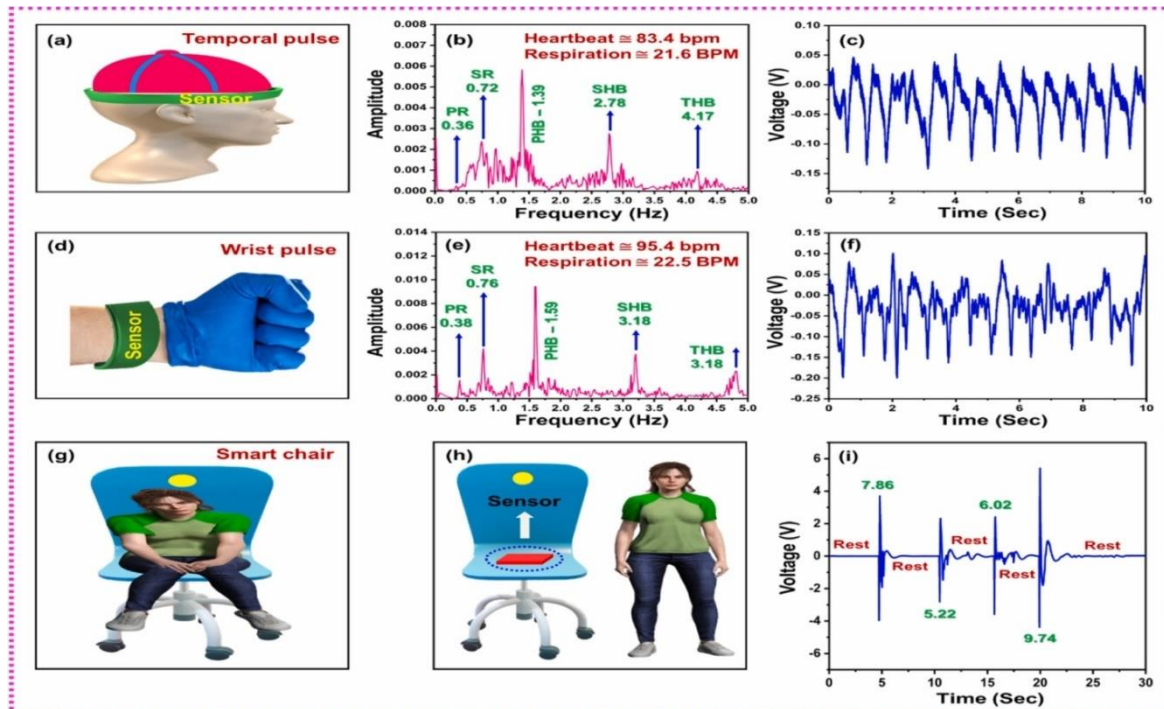 (a)
Temporal pulse
Sensor
(b)
Heartbeat ≅ 83.4 bpm
Respiration ≅ 21.6 BPM
0.008
0.007
0.006
0.005
0.004
0.003
0.002
0.001
0.000
Amplitude
PR
0.36
SR
0.72
PHB – 1.39
SHB
2.78
THB
4.17
0.0 0.5 1.0 1.5 2.0 2.5 3.0 3.5 4.0 4.5 5.0
Frequency (Hz)
(c)
0.10
0.05
0.00
-0.05
-0.10
-0.15
Voltage (V)
0 2 4 6 8 10
Time (Sec)
(d)
Wrist pulse
Sensor
(e)
Heartbeat ≅ 95.4 bpm
Respiration ≅ 22.5 BPM
0.014
0.012
0.010
0.008
0.006
0.004
0.002
0.000
Amplitude
PR
0.38
SR
0.76
PHB – 1.59
SHB
3.18
THB
3.18
0.0 0.5 1.0 1.5 2.0 2.5 3.0 3.5 4.0 4.5 5.0
Frequency (Hz)
(f)
0.15
0.10
0.05
0.00
-0.05
-0.10
-0.15
-0.20
-0.25
Voltage (V)
0 2 4 6 8 10
Time (Sec)
(g)
Smart chair
(h)
Sensor
(i)
6
4
2
0
-2
-4
-6
Voltage (V)
7.86
6.02
Rest
Rest
Rest
Rest
Rest
5.22
9.74
0 5 10 15 20 25 30
Time (Sec)